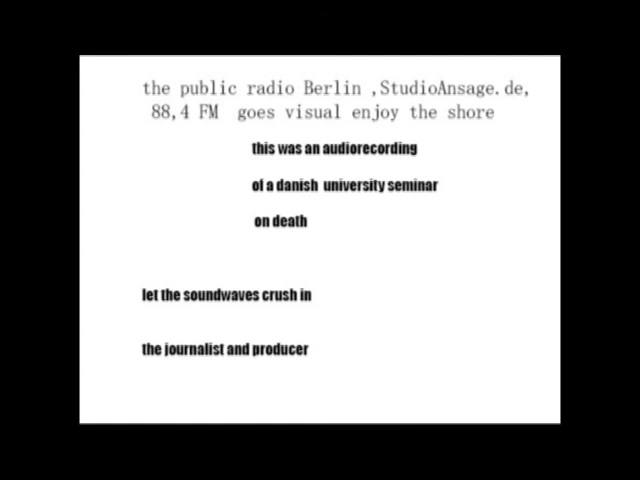 the public radio Berlin ,StudioAnsage.de,
88,4 FM goes visual enjoy the shore
this was an audiorecording
of a danish university seminar
on death
let the soundwaves crush in
the journalist and producer